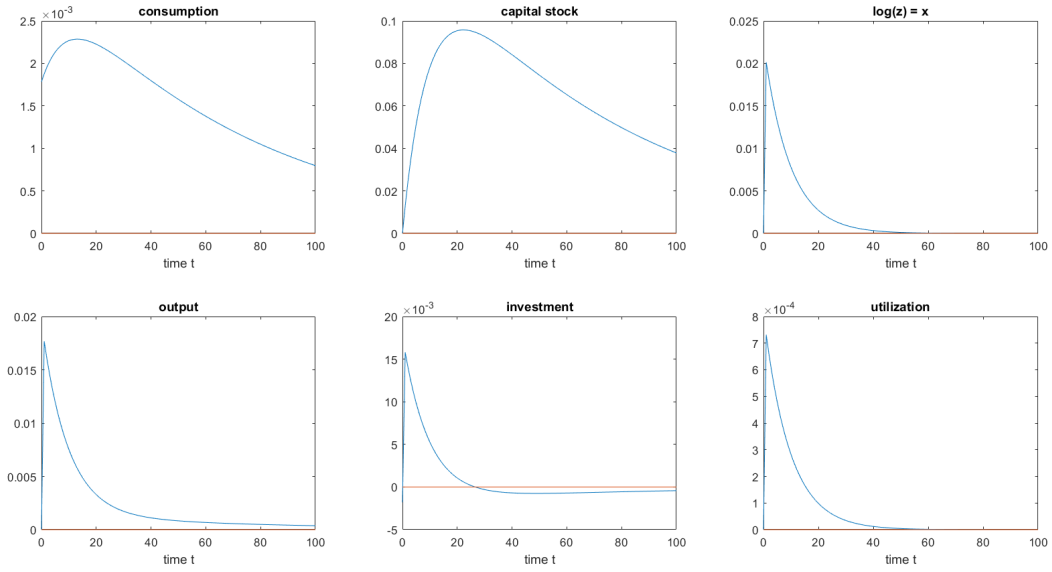 consumption
×10⁻³
2.5
2
1.5
1
0.5
0
0 20 40 60 80 100
time t
capital stock
0.1
0.08
0.06
0.04
0.02
0
0 20 40 60 80 100
time t
log(z) = x
0.025
0.02
0.015
0.01
0.005
0
0 20 40 60 80 100
time t
output
0.02
0.015
0.01
0.005
0
0 20 40 60 80 100
time t
investment
×10⁻³
20
15
10
5
0
-5
0 20 40 60 80 100
time t
utilization
×10⁻⁴
8
7
6
5
4
3
2
1
0
0 20 40 60 80 100
time t